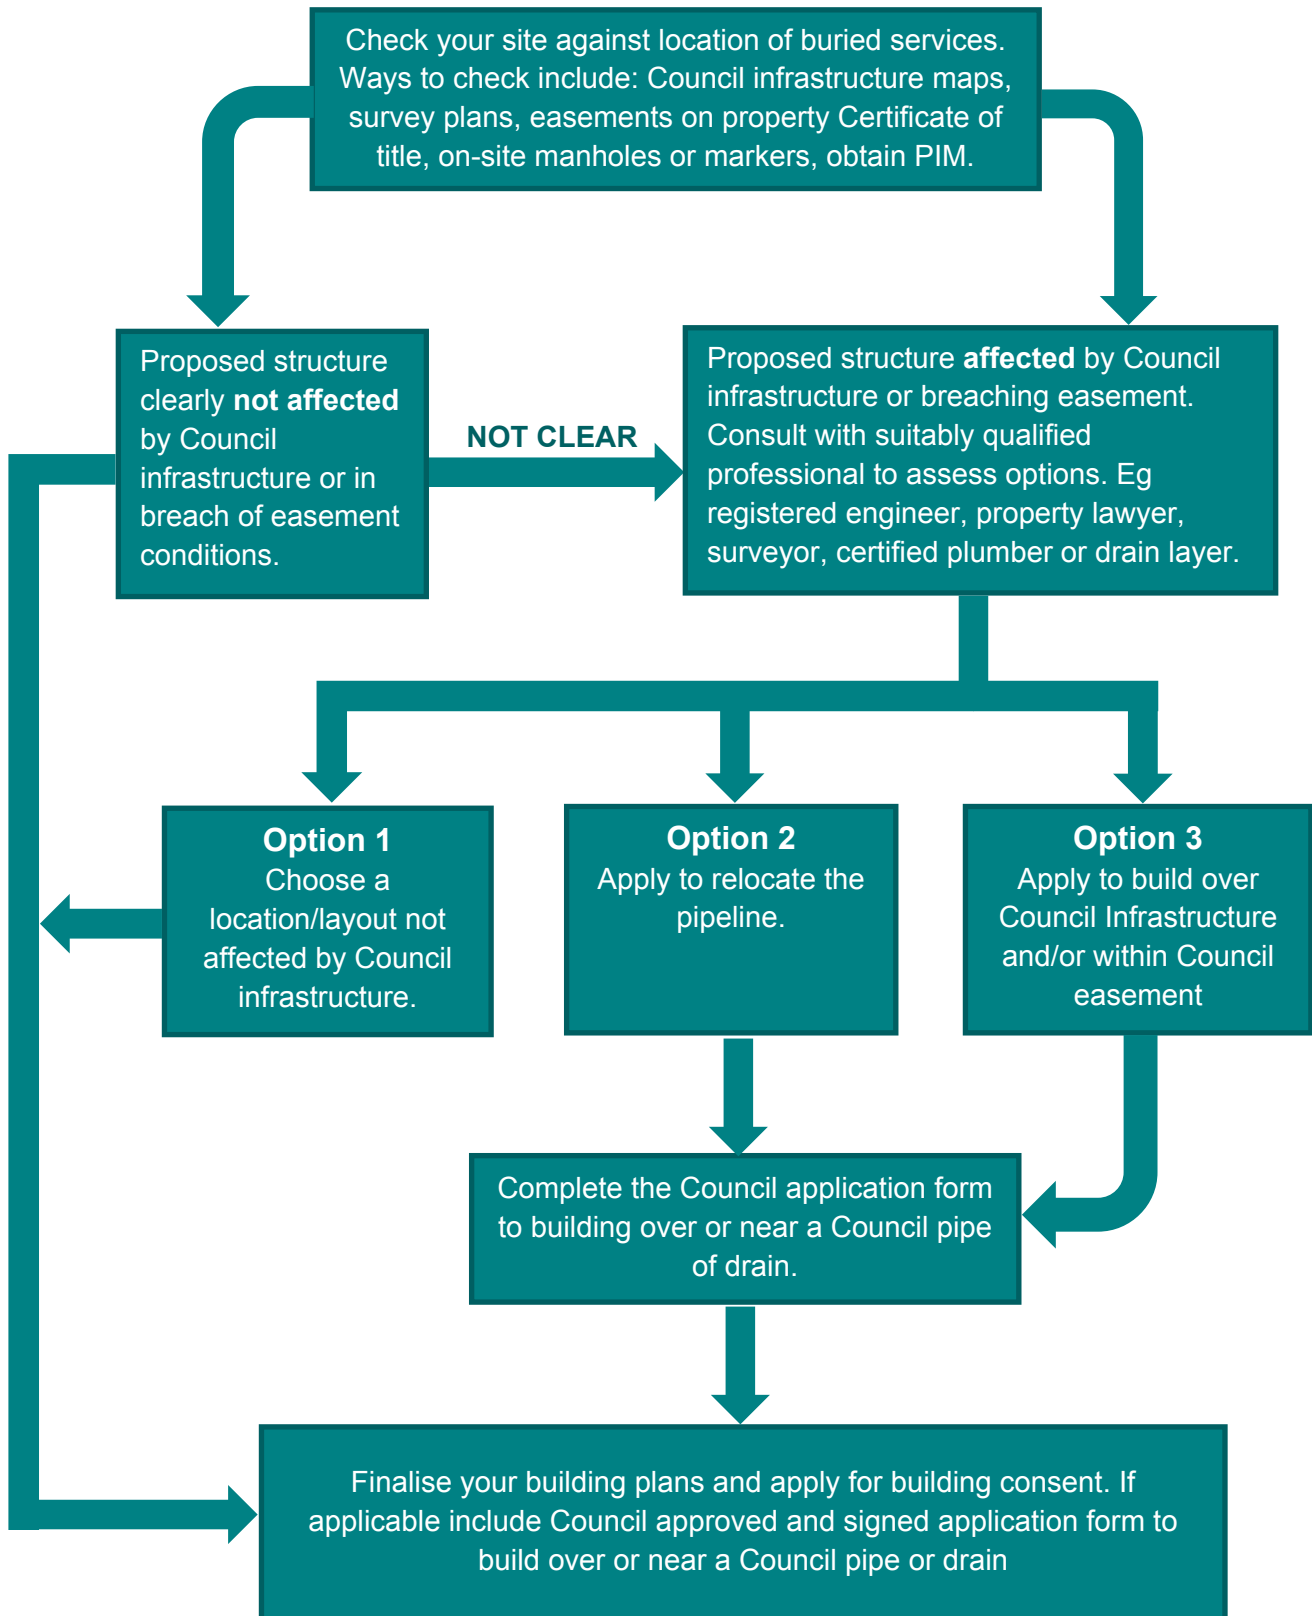 Check your site against location of buried services.
Ways to check include: Council infrastructure maps,
survey plans, easements on property Certificate of
title, on-site manholes or markers, obtain PIM.
Proposed structure
clearly not affected
by Council
infrastructure or in
breach of easement
conditions.
NOT CLEAR
Proposed structure affected by Council
infrastructure or breaching easement.
Consult with suitably qualified
professional to assess options. Eg
registered engineer, property lawyer,
surveyor, certified plumber or drain layer.
Option 1
Choose a
location/layout not
affected by Council
infrastructure.
Option 2
Apply to relocate the
pipeline.
Option 3
Apply to build over
Council Infrastructure
and/or within Council
easement
Complete the Council application form
to building over or near a Council pipe
of drain.
Finalise your building plans and apply for building consent. If
applicable include Council approved and signed application form to
build over or near a Council pipe or drain